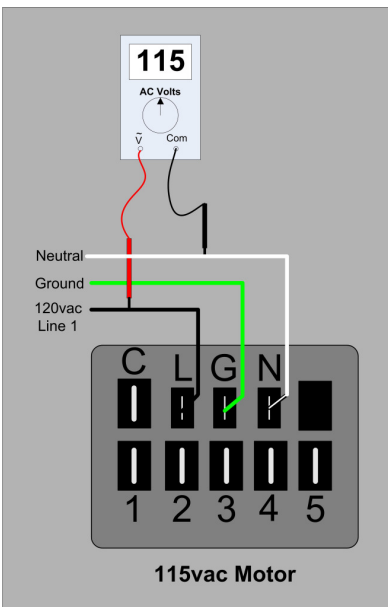 115
AC Volts
~
V Com
Neutral
Ground
120vac
Line 1
C L G N
1 2 3 4 5
115vac Motor